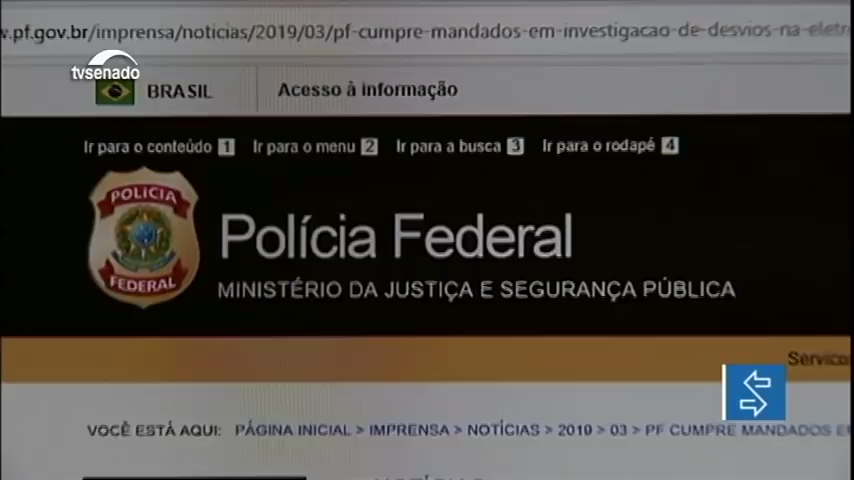 .pf.gov.br/imprensa/noticias/2019/03/pf-cumpre-mandados-em-investigacao-de-desvios-na-eletr
tvsenado
BRASIL Acesso à informação
Ir para o conteúdo 1 Ir para o menu 2 Ir para a busca 3 Ir para o rodapé 4
POLICIA
FEDERAL
Polícia Federal
MINISTÉRIO DA JUSTIÇA E SEGURANÇA PÚBLICA
Serviço
VOCÊ ESTÁ AQUI: PÁGINA INICIAL > IMPRENSA > NOTÍCIAS > 2019 > 03 > PF CUMPRE MANDADOS E